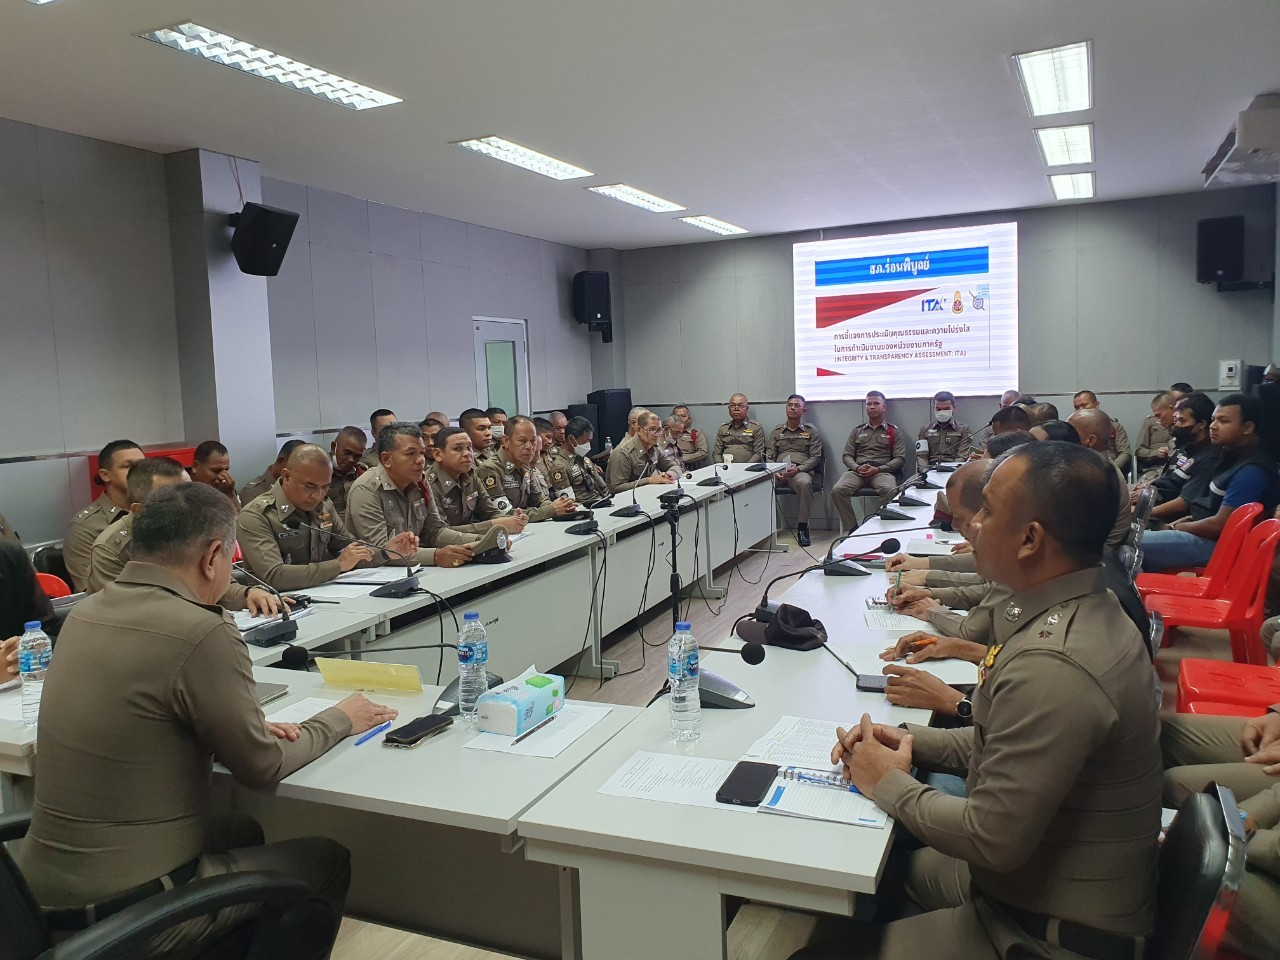 สภ.ร่อนพิบูลย์
ITA
การชี้แจงการประเมินคุณธรรมและความโปร่งใส
ในการดำเนินงานของหน่วยงานภาครัฐ
(INTEGRITY & TRANSPARENCY ASSESSMENT: ITA)